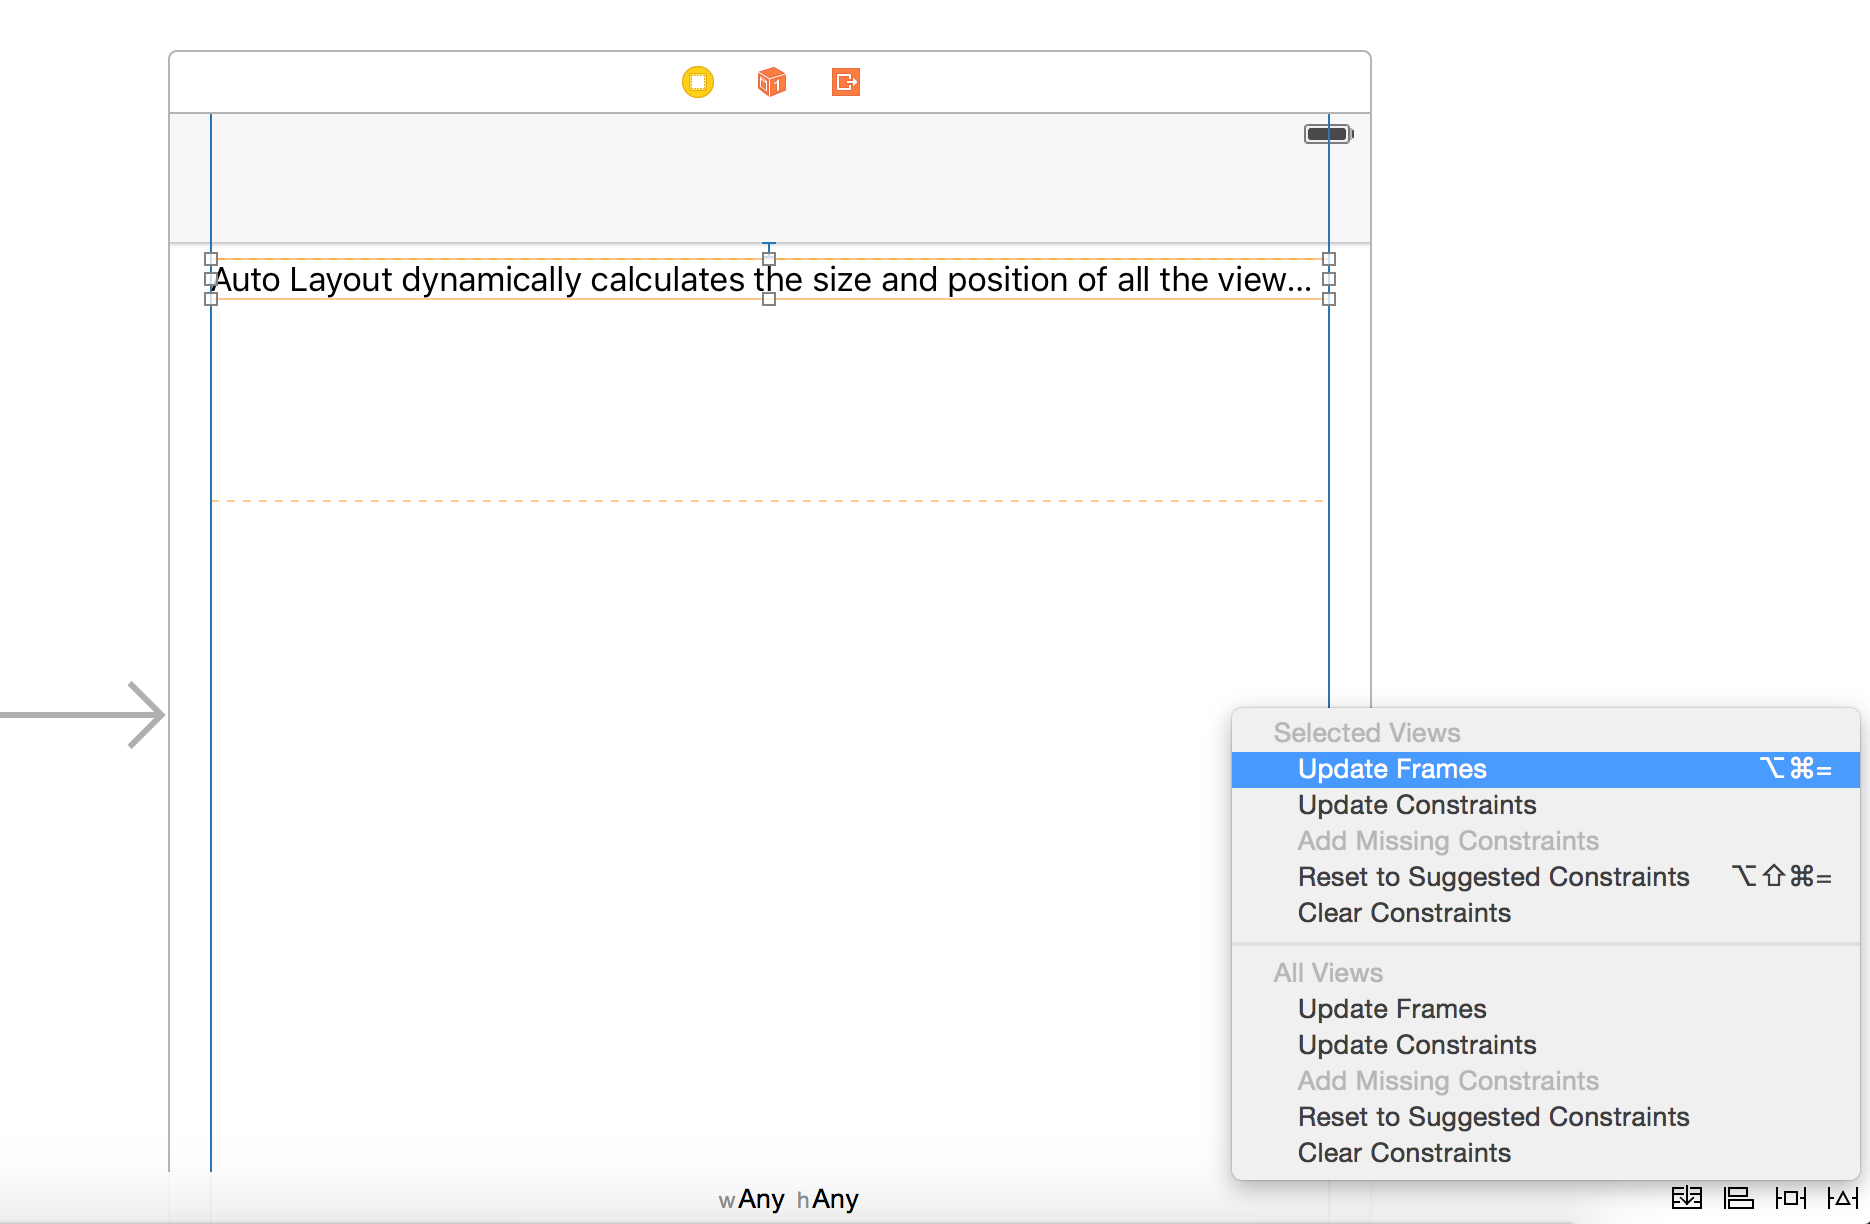 1
Auto Layout dynamically calculates the size and position of all the view...
Selected Views
Update Frames ⌥⌘=
Update Constraints
Add Missing Constraints
Reset to Suggested Constraints ⌥⇧⌘=
Clear Constraints
All Views
Update Frames
Update Constraints
Add Missing Constraints
Reset to Suggested Constraints
Clear Constraints
wAny hAny